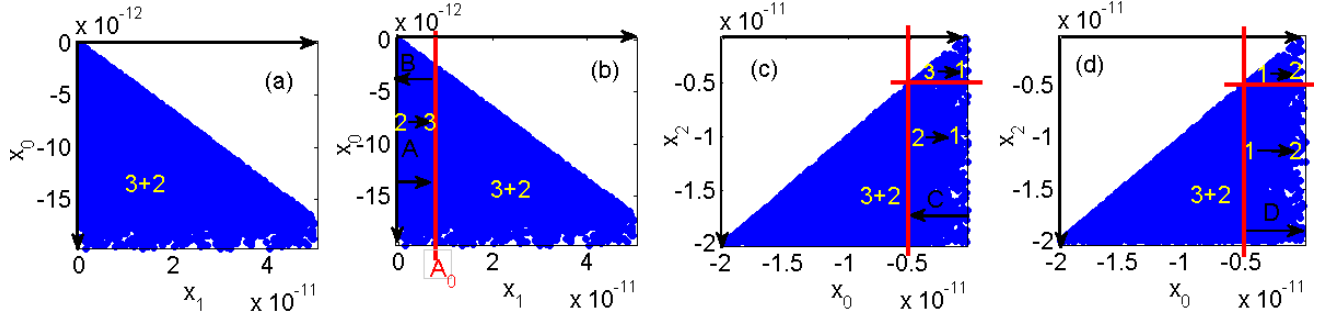 x 10⁻¹²
0
-5
-10
-15
x₀
(a)
3+2
0
2
4
x₁
x 10⁻¹¹
x 10⁻¹²
0
-5
-10
-15
x₀
(b)
B
2 → 3
A
3+2
0
A₀
2
4
x₁
x 10⁻¹¹
x 10⁻¹¹
-0.5
-1
-1.5
-2
x₂
(c)
3 → 1
2 → 1
3+2
C
-2
-1.5
-1
-0.5
x₀
x 10⁻¹¹
x 10⁻¹¹
-0.5
-1
-1.5
-2
x₂
(d)
1 → 2
1 → 2
3+2
D
-2
-1.5
-1
-0.5
x₀
x 10⁻¹¹